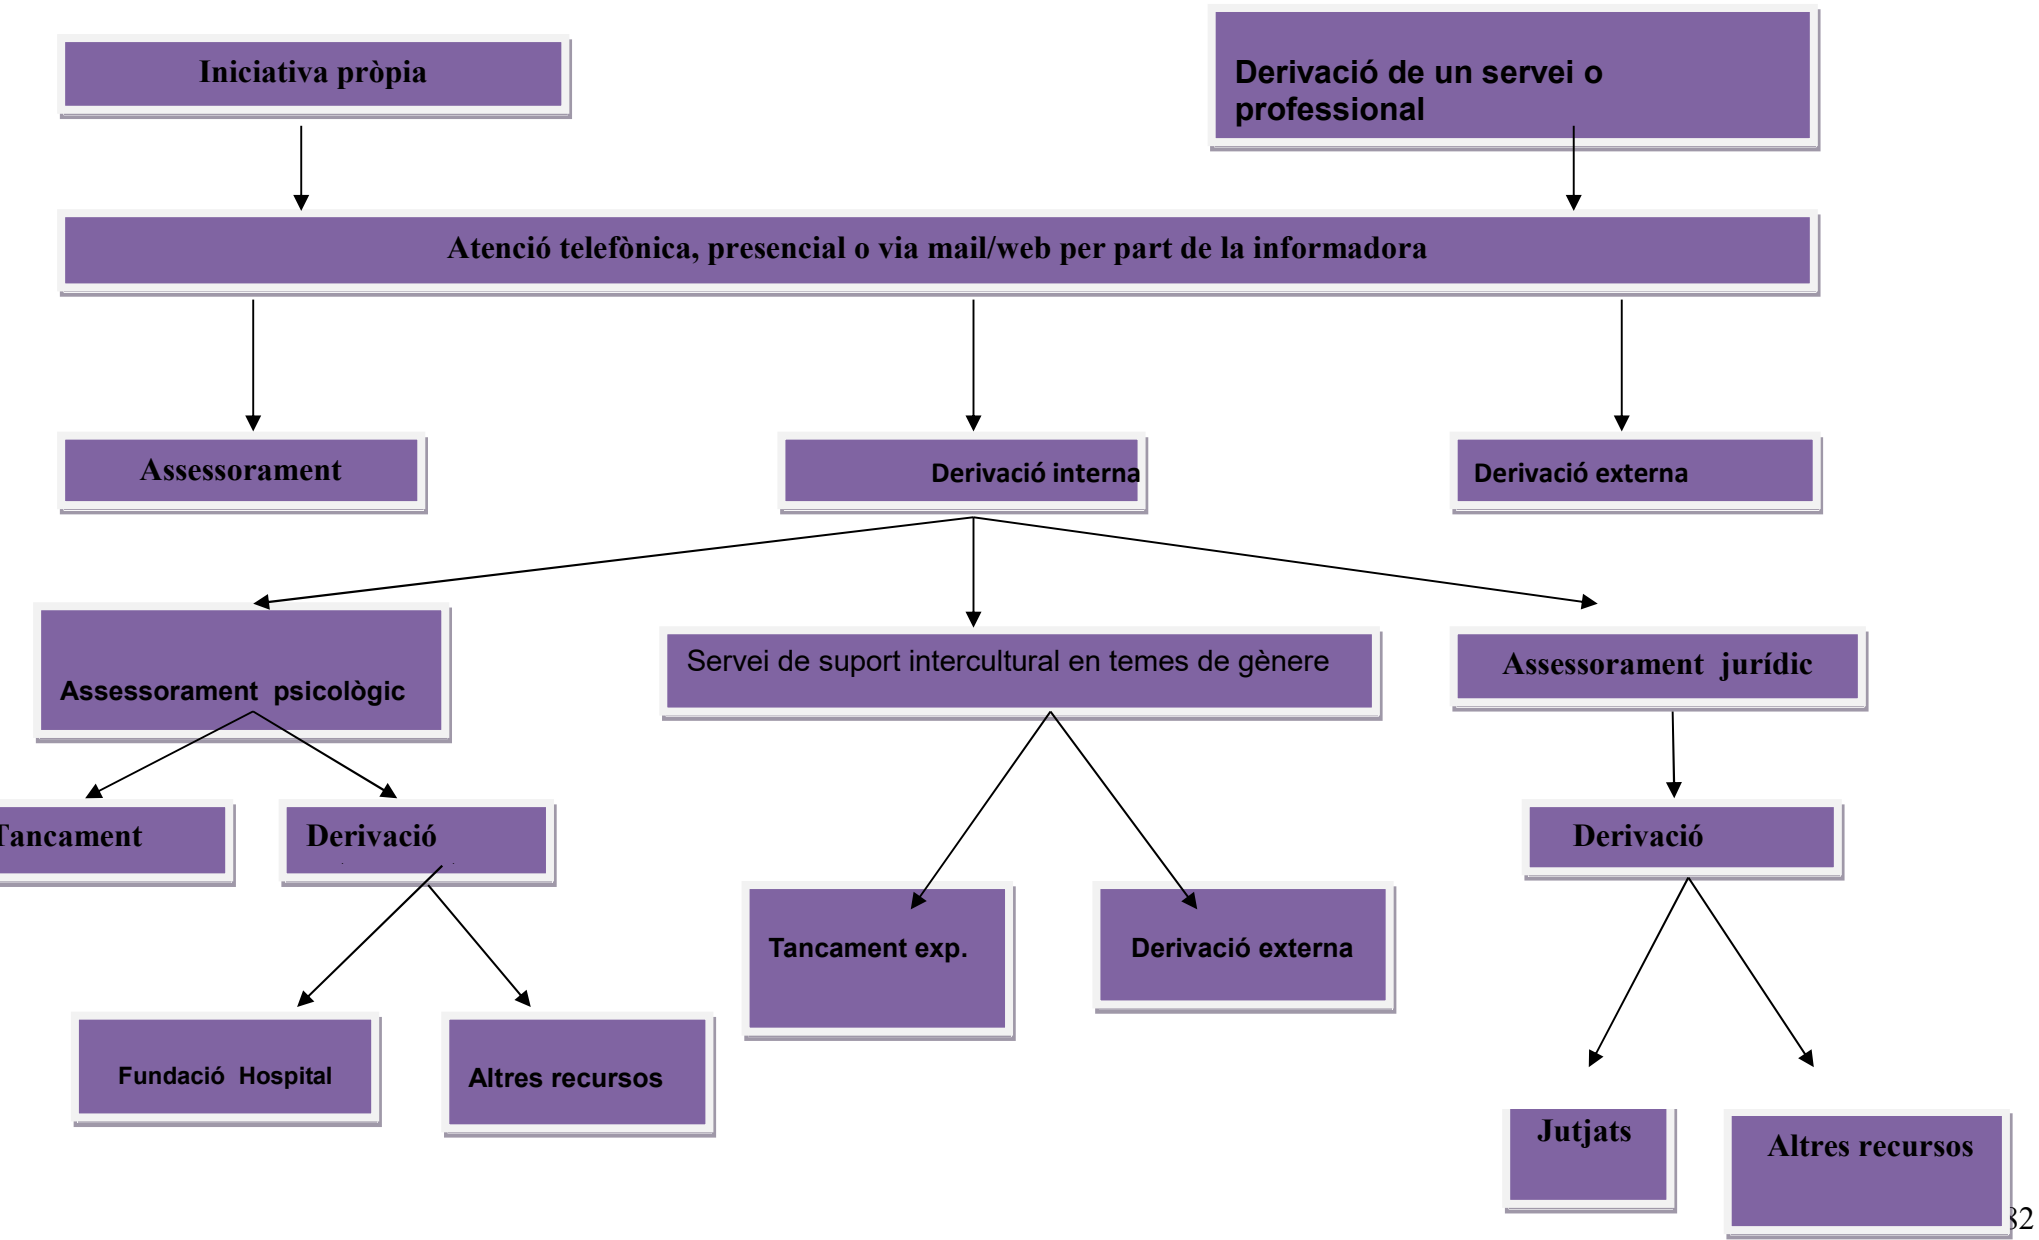 Iniciativa pròpia
Derivació de un servei o
professional
Atenció telefònica, presencial o via mail/web per part de la informadora
Assessorament
Derivació interna
Derivació externa
Assessorament psicològic
Servei de suport intercultural en temes de gènere
Assessorament jurídic
Tancament
Derivació
Derivació
Tancament exp.
Derivació externa
Fundació Hospital
Altres recursos
Jutjats
Altres recursos
82